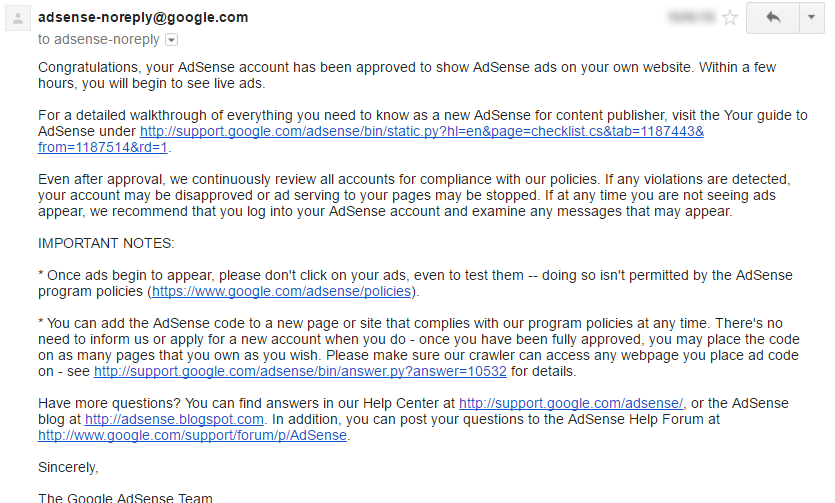 adsense-noreply@google.com
to adsense-noreply
Congratulations, your AdSense account has been approved to show AdSense ads on your own website. Within a few
hours, you will begin to see live ads.
For a detailed walkthrough of everything you need to know as a new AdSense for content publisher, visit the Your guide to
AdSense under http://support.google.com/adsense/bin/static.py?hl=en&page=checklist.cs&tab=1187443&
from=1187514&rd=1.
Even after approval, we continuously review all accounts for compliance with our policies. If any violations are detected,
your account may be disapproved or ad serving to your pages may be stopped. If at any time you are not seeing ads
appear, we recommend that you log into your AdSense account and examine any messages that may appear.
IMPORTANT NOTES:
* Once ads begin to appear, please don't click on your ads, even to test them -- doing so isn't permitted by the AdSense
program policies (https://www.google.com/adsense/policies).
* You can add the AdSense code to a new page or site that complies with our program policies at any time. There's no
need to inform us or apply for a new account when you do - once you have been fully approved, you may place the code
on as many pages that you own as you wish. Please make sure our crawler can access any webpage you place ad code
on - see http://support.google.com/adsense/bin/answer.py?answer=10532 for details.
Have more questions? You can find answers in our Help Center at http://support.google.com/adsense/, or the AdSense
blog at http://adsense.blogspot.com. In addition, you can post your questions to the AdSense Help Forum at
http://www.google.com/support/forum/p/AdSense.
Sincerely,
The Google AdSense Team